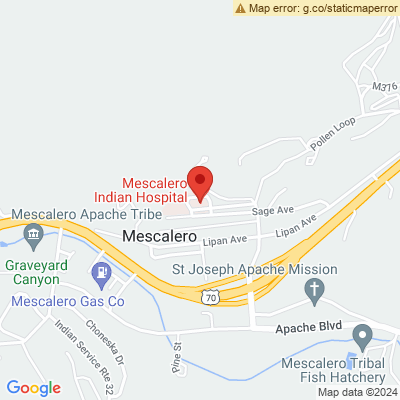 Map error: g.co/staticmaperror
M376
Pollen Loop
Mescalero
Indian Hospital
Mescalero Apache Tribe
Sage Ave
Lipan Ave
Mescalero
Lipan Ave
Graveyard
Canyon
St Joseph Apache Mission
Mescalero Gas Co
70
Choneska Dr
Indian Service Rte 32
Pine St
Apache Blvd
Mescalero Tribal
Fish Hatchery
Google
Map data ©2024